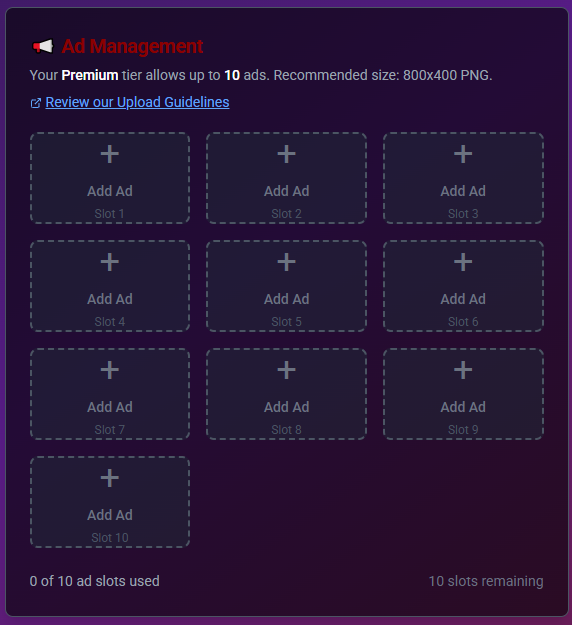 Ad Management
Your Premium tier allows up to 10 ads. Recommended size: 800x400 PNG.
Review our Upload Guidelines
Add Ad
Slot 1
Add Ad
Slot 2
Add Ad
Slot 3
Add Ad
Slot 4
Add Ad
Slot 5
Add Ad
Slot 6
Add Ad
Slot 7
Add Ad
Slot 8
Add Ad
Slot 9
Add Ad
Slot 10
0 of 10 ad slots used
10 slots remaining